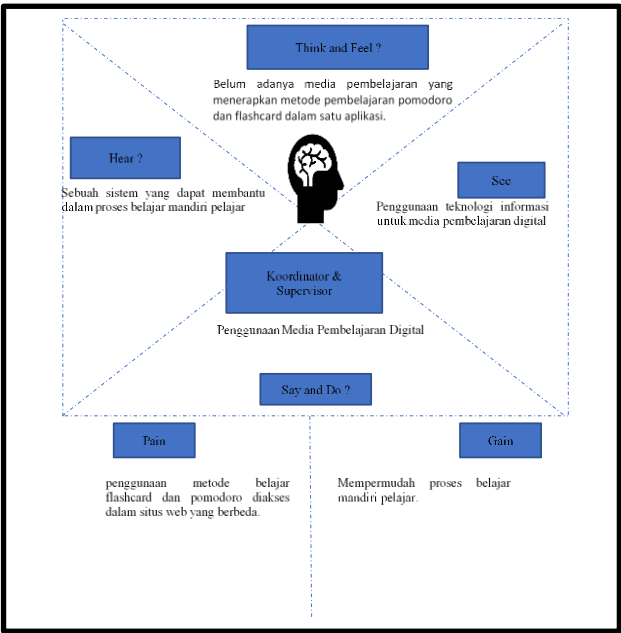 Think and Feel ?
Belum adanya media pembelajaran yang
menerapkan metode pembelajaran pomodoro
dan flashcard dalam satu aplikasi.
Hear ?
Sebuah sistem yang dapat membantu
dalam proses belajar mandiri pelajar
See
Penggunaan teknologi informasi
untuk media pembelajaran digital
Koordinator &
Supervisor
Penggunaan Media Pembelajaran Digital
Say and Do ?
Pain
penggunaan metode belajar
flashcard dan pomodoro diakses
dalam situs web yang berbeda.
Gain
Mempermudah proses belajar
mandiri pelajar.